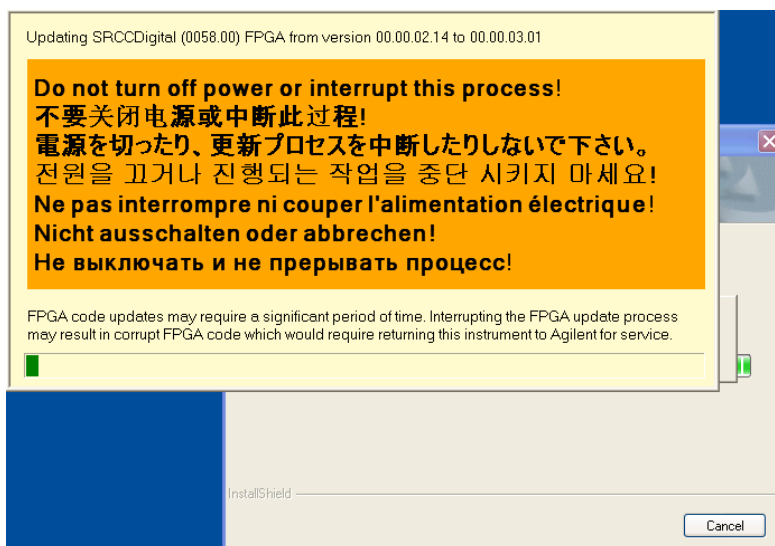 Updating SRCCDigital (0058.00) FPGA from version 00.00.02.14 to 00.00.03.01
Do not turn off power or interrupt this process!
不要关闭电源或中断此过程!
電源を切ったり、更新プロセスを中断したりしないで下さい。
전원을 끄거나 진행되는 작업을 중단 시키지 마세요!
Ne pas interrompre ni couper l'alimentation électrique!
Nicht ausschalten oder abbrechen!
Не выключать и не прерывать процесс!
FPGA code updates may require a significant period of time. Interrupting the FPGA update process
may result in corrupt FPGA code which would require returning this instrument to Agilent for service.
InstallShield
Cancel